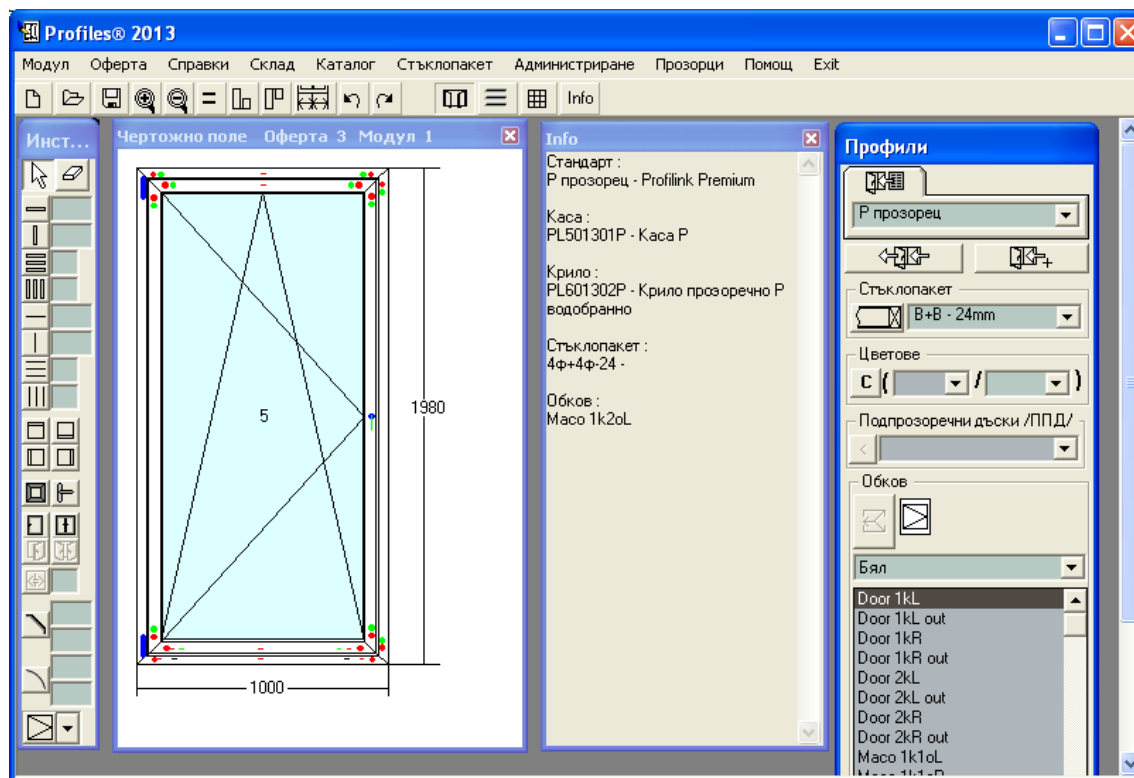 Profiles® 2013
Модул Оферта Справки Склад Каталог Стъклопакет Администриране Прозорци Помощ Exit
Info
Инст...
Чертожно поле Оферта 3 Модул 1
5
1980
1000
Info
Стандарт :
Р прозорец - Profilink Premium
Каса :
PL501301P - Каса Р
Крило :
PL601302P - Крило прозоречно Р
водобранно
Стъклопакет :
4ф+4ф-24 -
Обков :
Maco 1k2oL
Профили
Р прозорец
Стъклопакет
B+B - 24mm
Цветове
C ( / )
Подпрозоречни дъски /ППД/
<
Обков
Бял
Door 1kL
Door 1kL out
Door 1kR
Door 1kR out
Door 2kL
Door 2kL out
Door 2kR
Door 2kR out
Maco 1k1oL
Maco 1k1oR